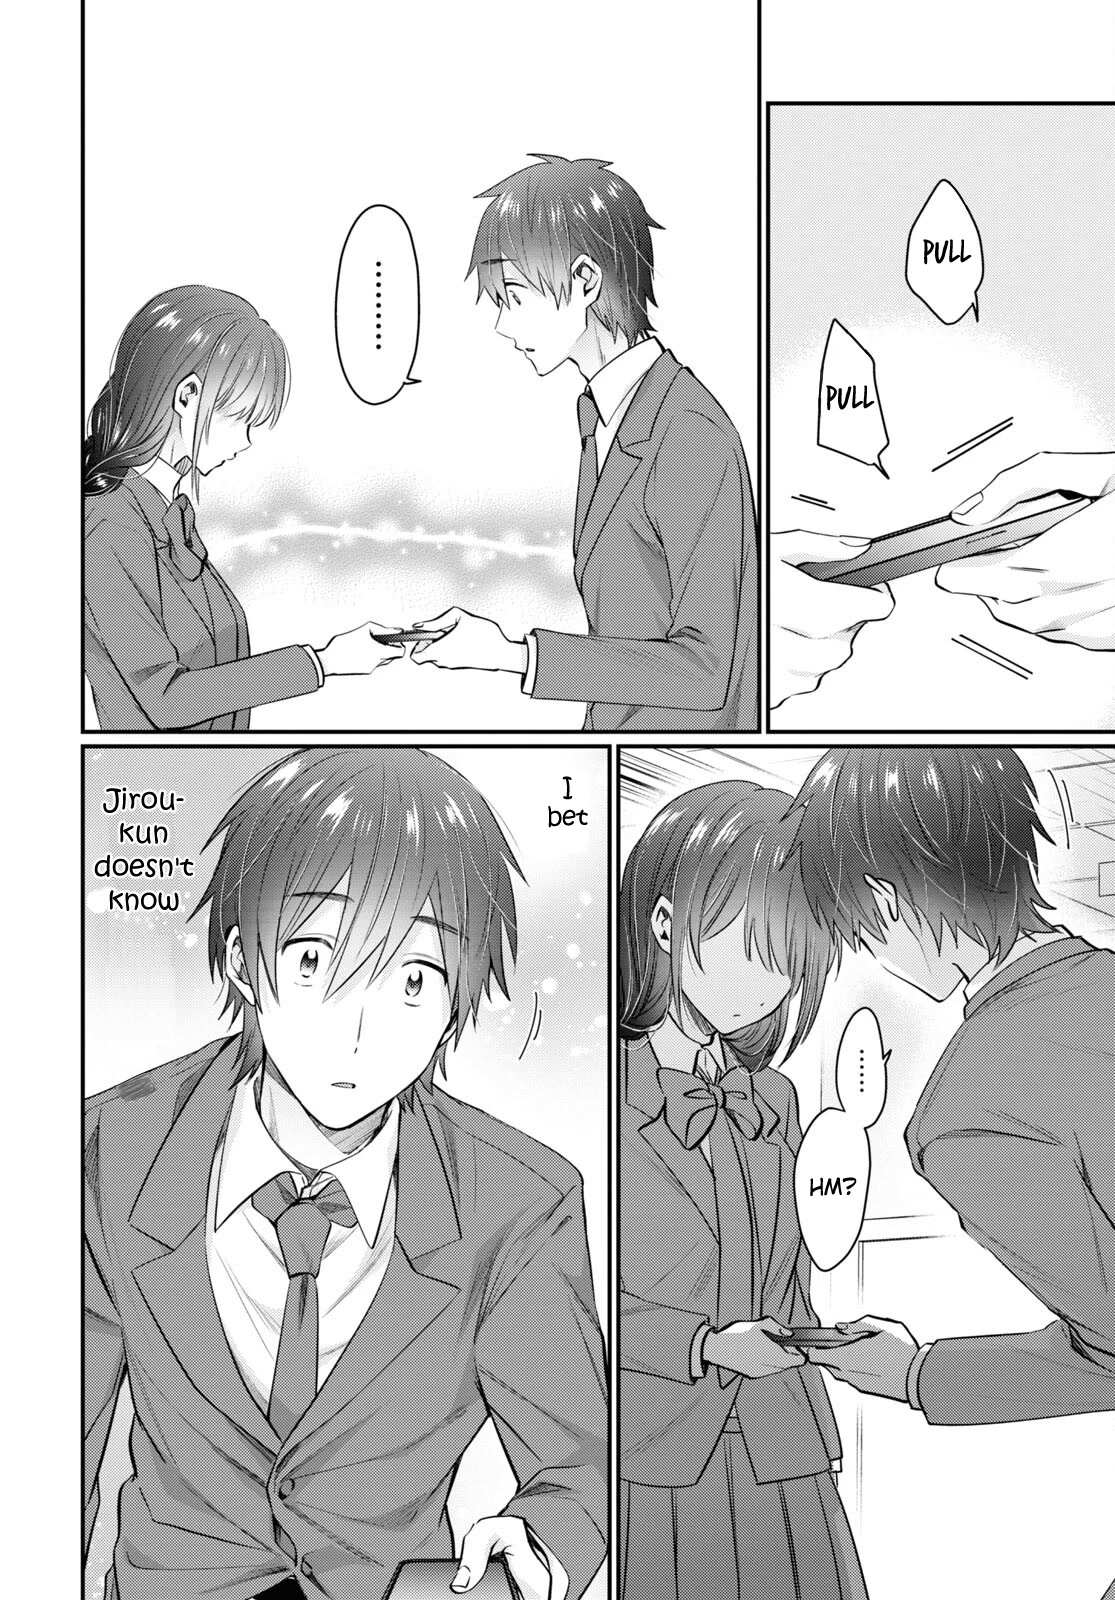 PULL
PULL
………
……
HM?
I
bet
Jirou-
kun
doesn't
know